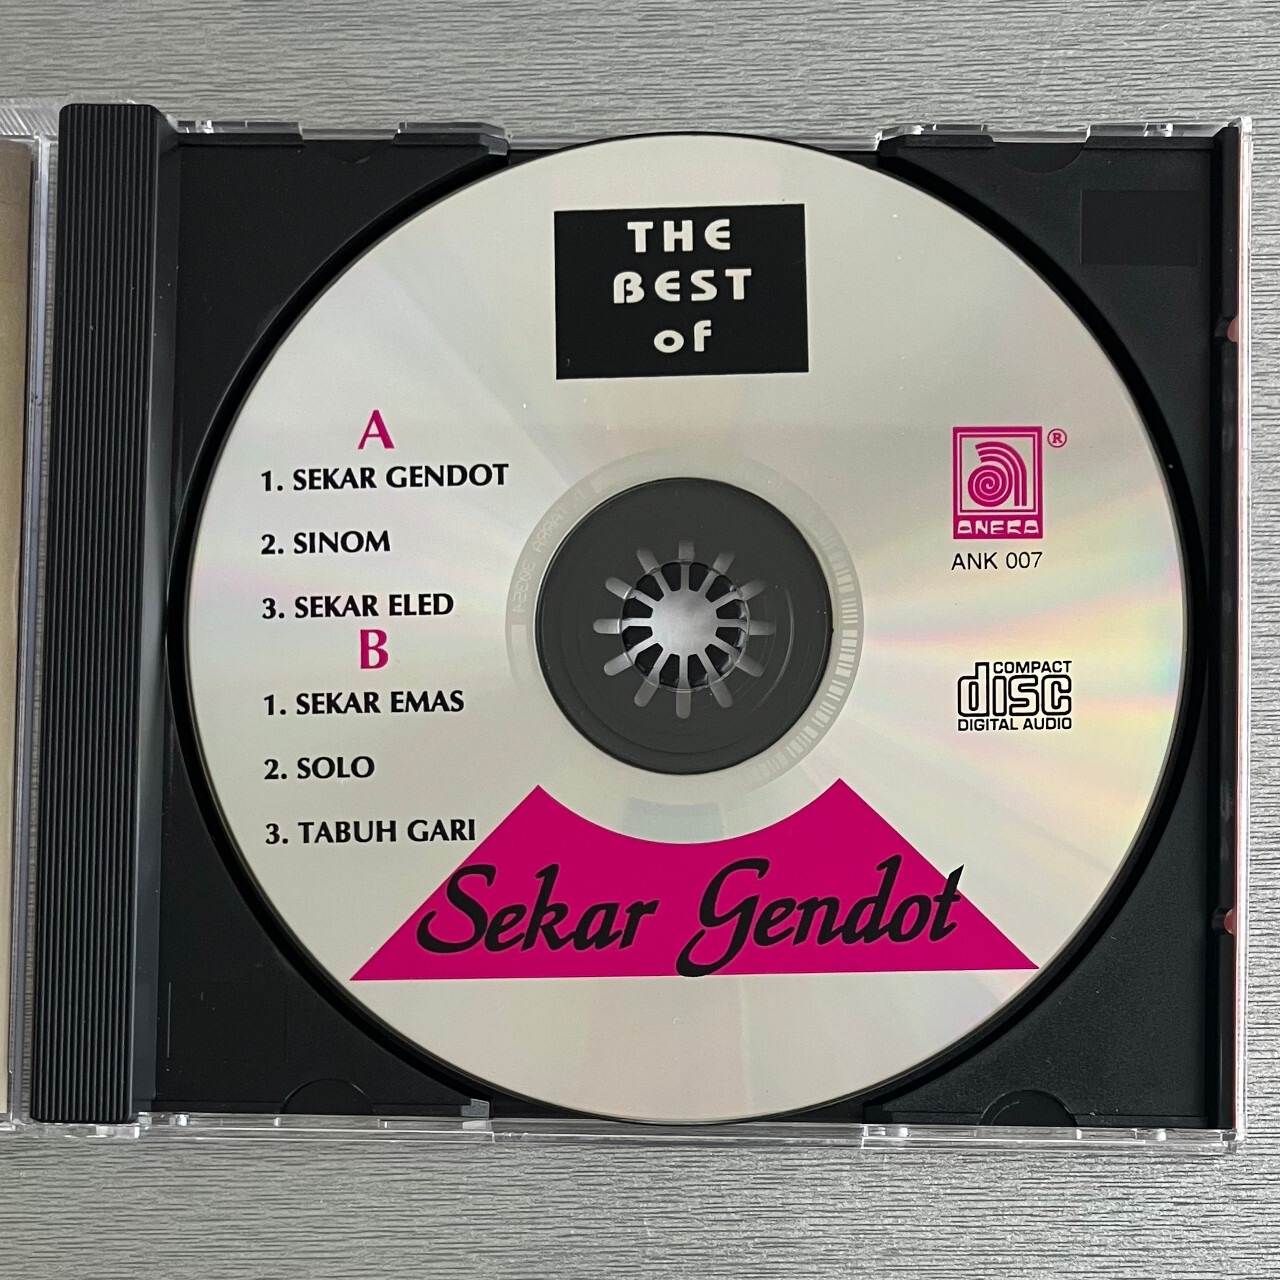 THE
BEST
of
A
1. SEKAR GENDOT
2. SINOM
3. SEKAR ELED
B
1. SEKAR EMAS
2. SOLO
3. TABUH GARI
®
ANEKA
ANK 007
COMPACT
disc
DIGITAL AUDIO
Sekar Gendot